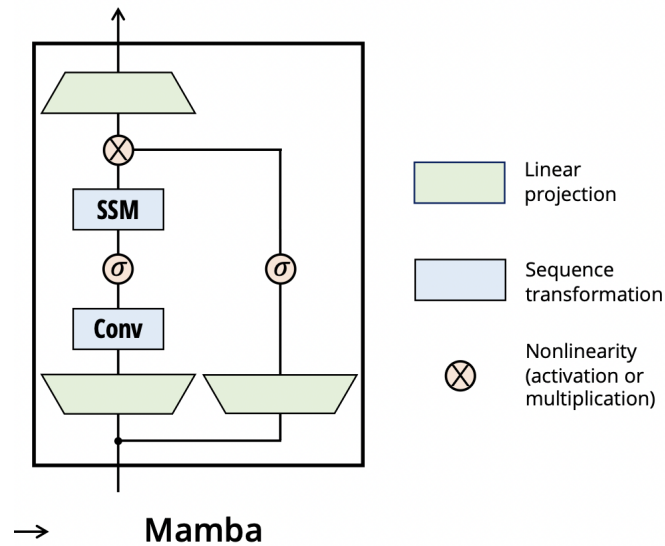 SSM
σ
σ
Conv
Linear
projection
Sequence
transformation
Nonlinearity
(activation or
multiplication)
Mamba